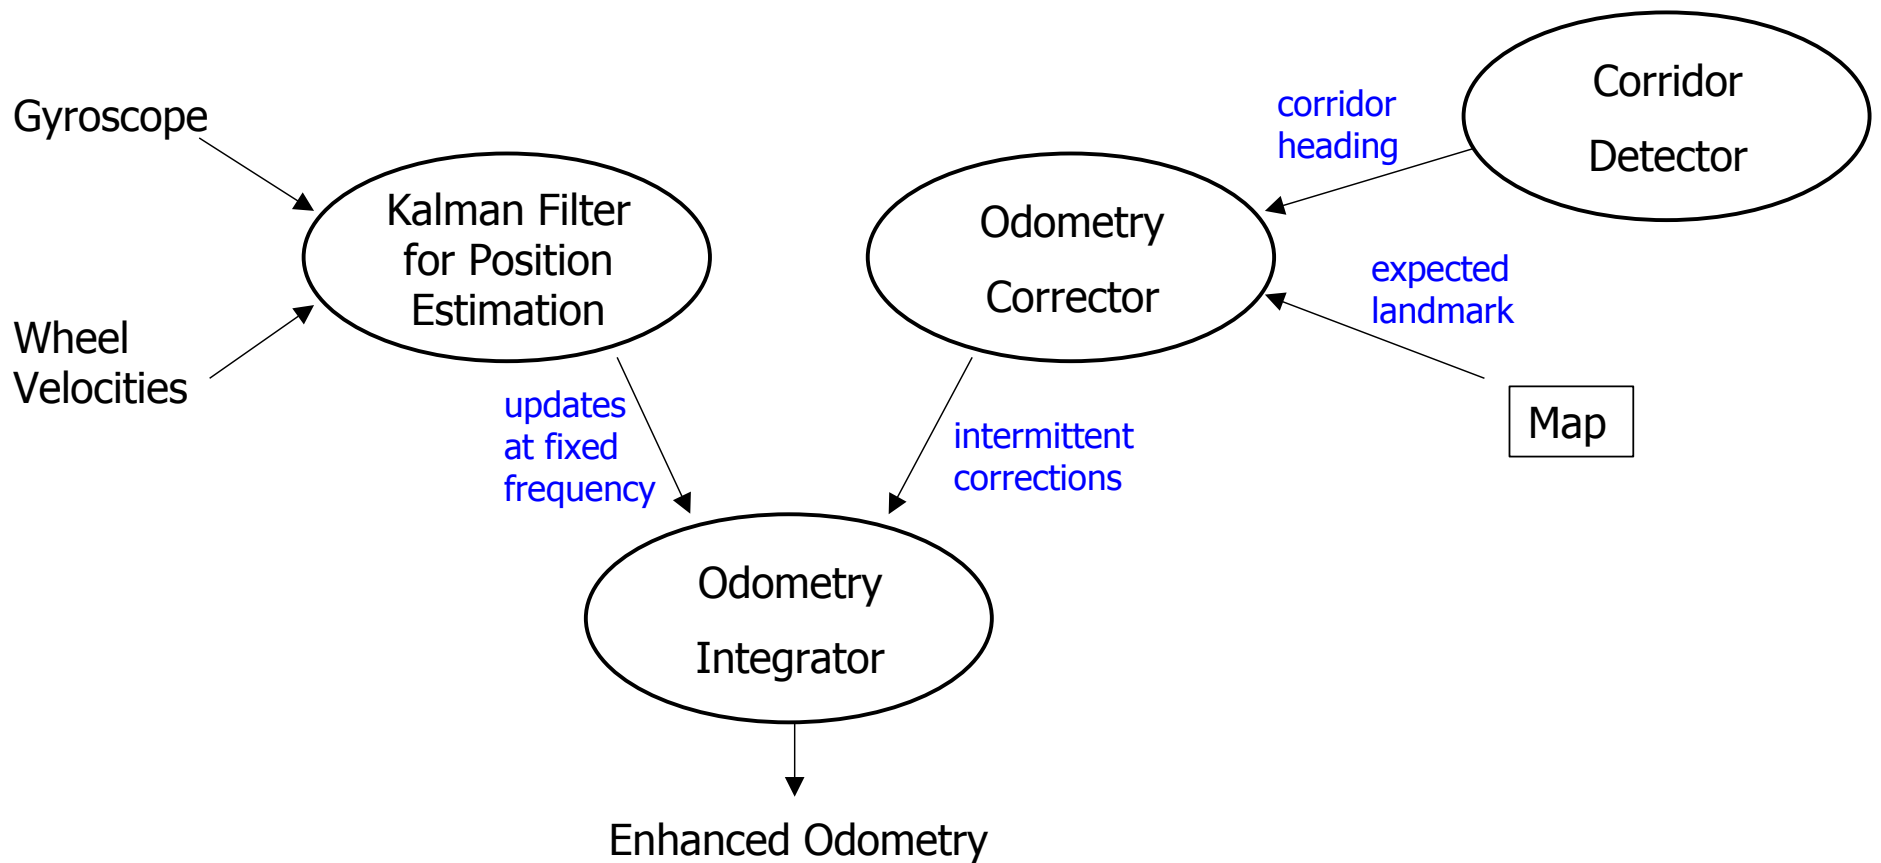 Gyroscope
Wheel
Velocities
Kalman Filter
for Position
Estimation
updates
at fixed
frequency
Odometry
Corrector
corridor
heading
Corridor
Detector
expected
landmark
Map
intermittent
corrections
Odometry
Integrator
Enhanced Odometry